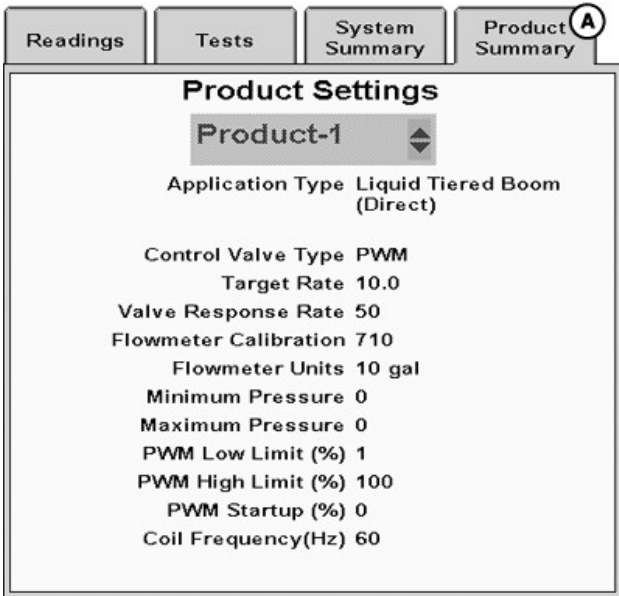 Readings
Tests
System
Summary
Product
Summary
A
Product Settings
Product-1
Application Type Liquid Tiered Boom
(Direct)
Control Valve Type PWM
Target Rate 10.0
Valve Response Rate 50
Flowmeter Calibration 710
Flowmeter Units 10 gal
Minimum Pressure 0
Maximum Pressure 0
PWM Low Limit (%) 1
PWM High Limit (%) 100
PWM Startup (%) 0
Coil Frequency(Hz) 60